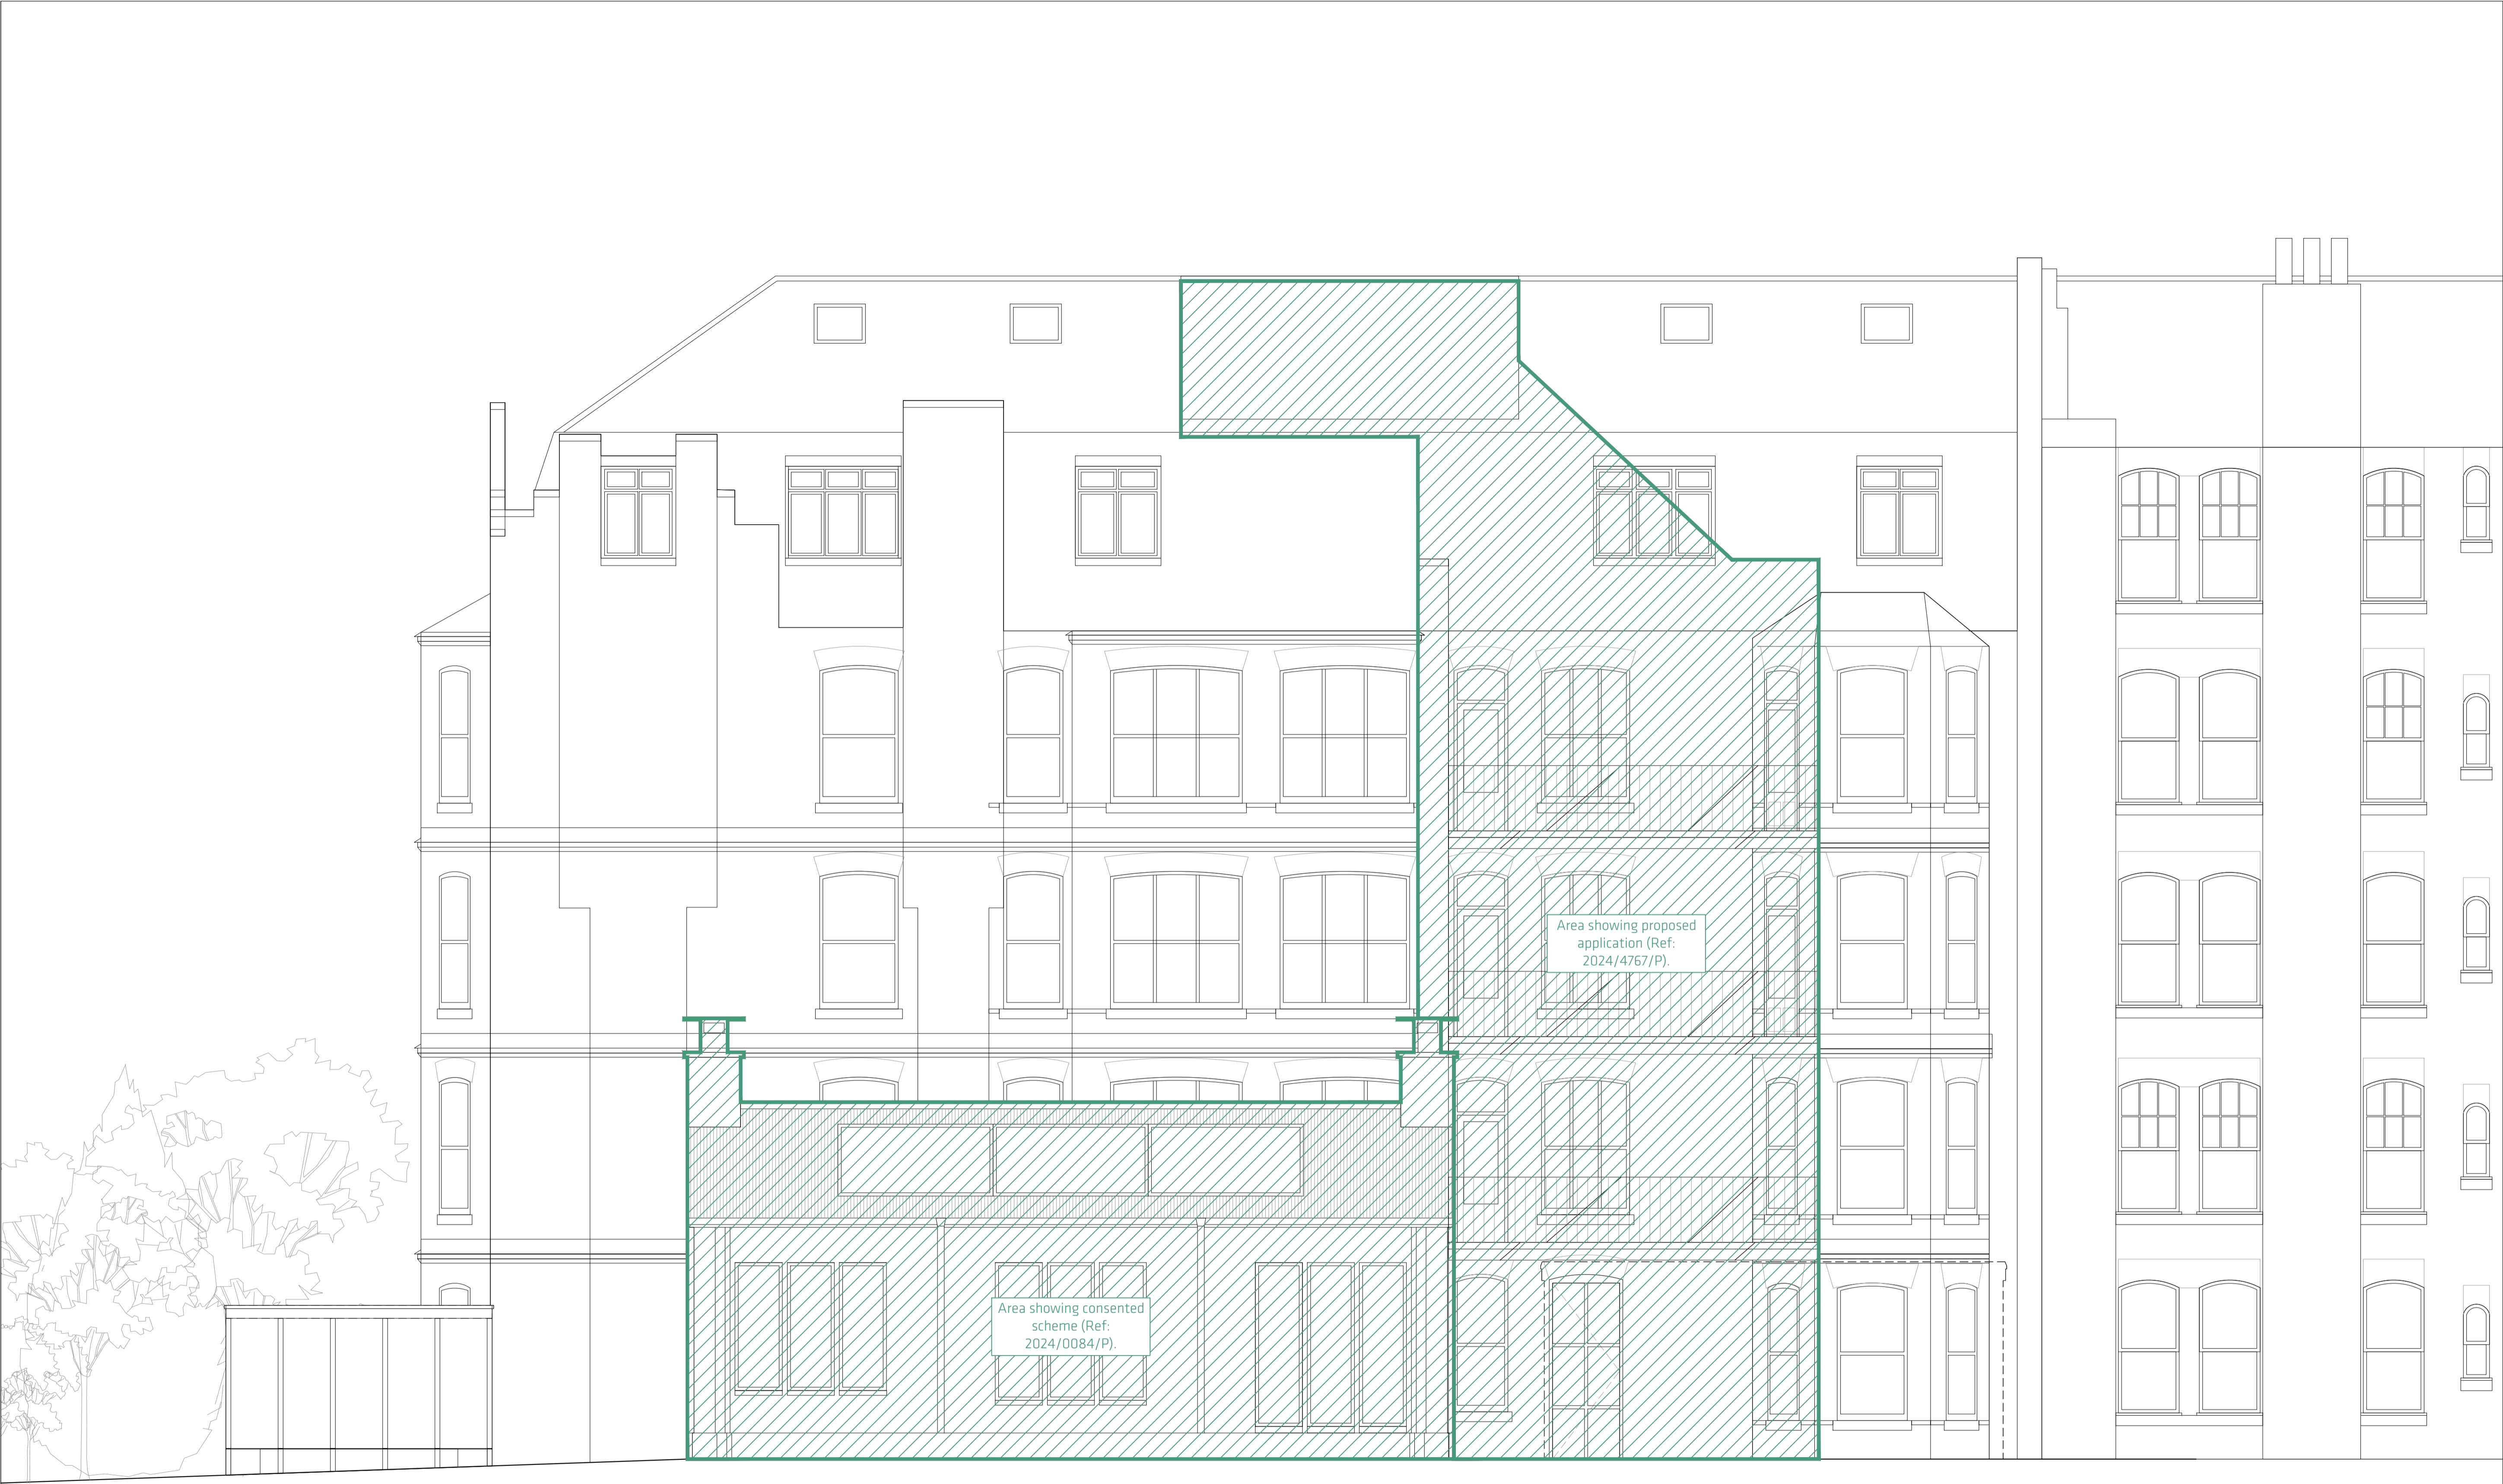 Area showing proposed
application (Ref:
2024/4767/P).
Area showing consented
scheme (Ref:
2024/0084/P).